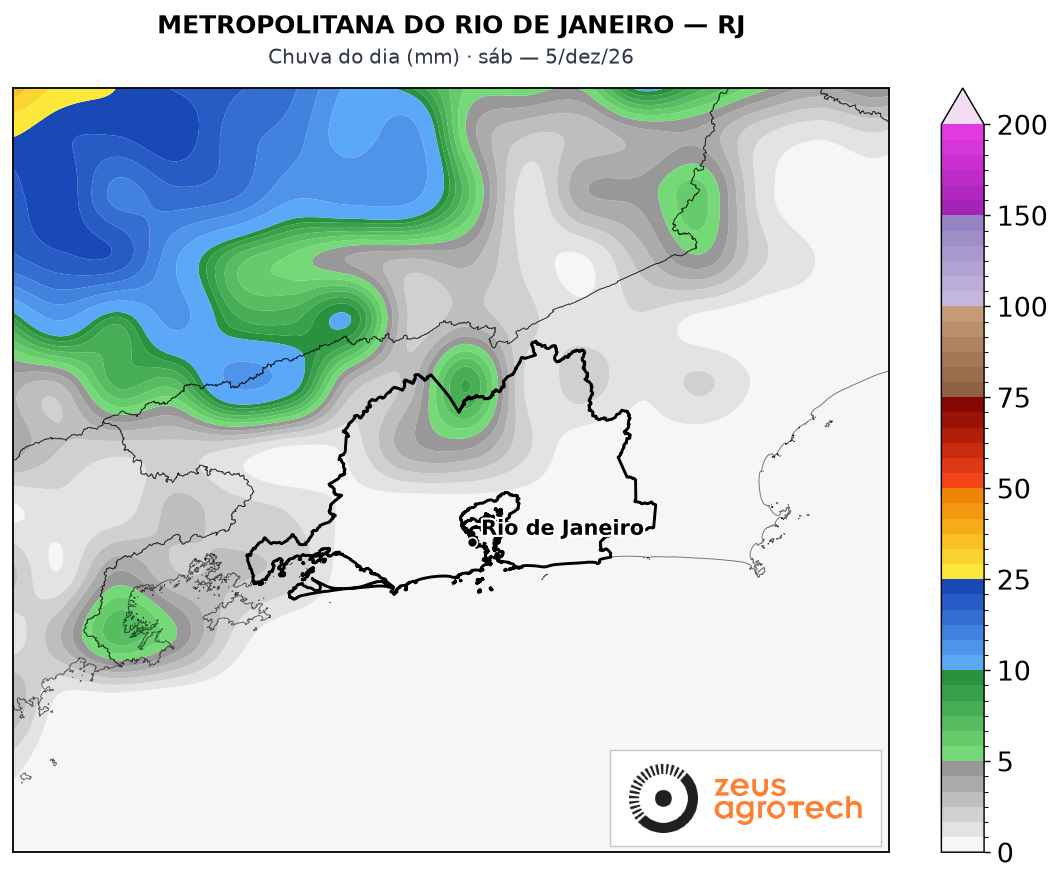 METROPOLITANA DO RIO DE JANEIRO — RJ
Chuva do dia (mm) · sáb — 5/dez/26
200
150
100
75
50
25
10
5
0
Rio de Janeiro
zeus
agrotech